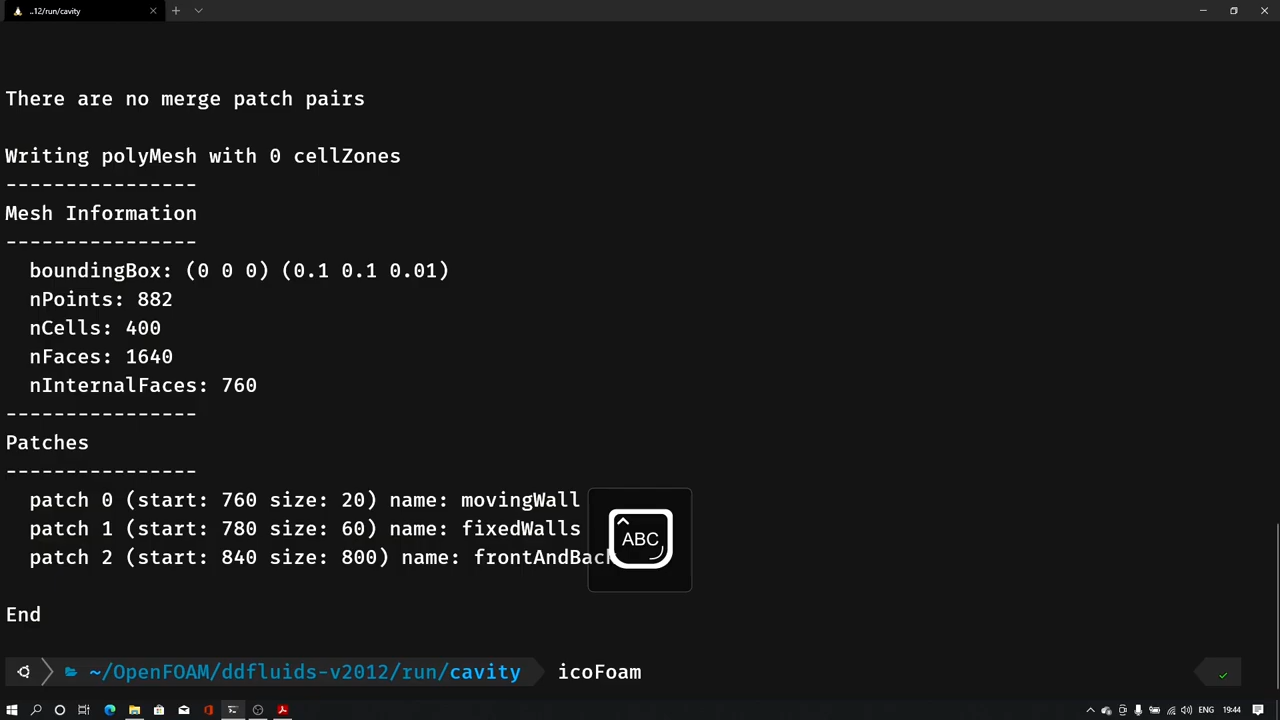 ..12/run/cavity
There are no merge patch pairs
Writing polyMesh with 0 cellZones
----------------
Mesh Information
----------------
boundingBox: (0 0 0) (0.1 0.1 0.01)
nPoints: 882
nCells: 400
nFaces: 1640
nInternalFaces: 760
----------------
Patches
----------------
patch 0 (start: 760 size: 20) name: movingWall
patch 1 (start: 780 size: 60) name: fixedWalls
patch 2 (start: 840 size: 800) name: frontAndBack
ABC
End
~/OpenFOAM/ddfluids-v2012/run/cavity icoFoam
ENG 19:44